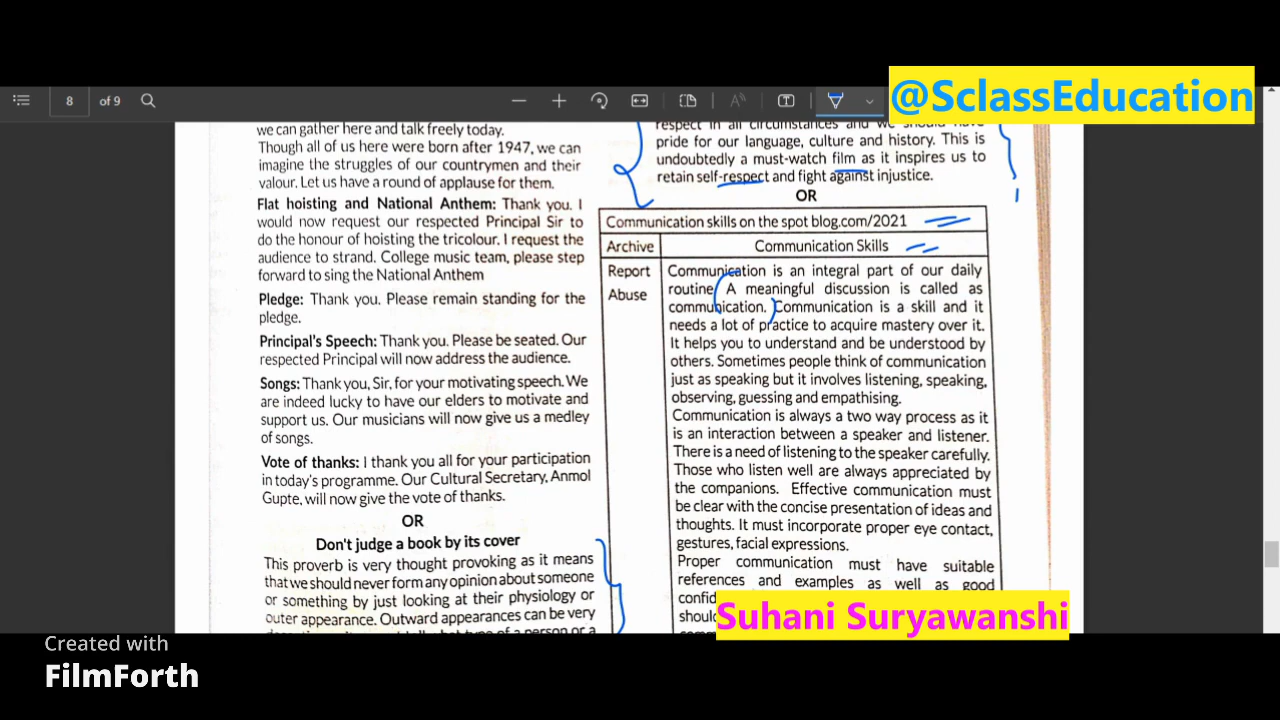 @SclassEducation
8 of 9
we can gather here and talk freely today.
Though all of us here were born after 1947, we can
imagine the struggles of our countrymen and their
valour. Let us have a round of applause for them.
Flat hoisting and National Anthem: Thank you. I
would now request our respected Principal Sir to
do the honour of hoisting the tricolour. I request the
audience to strand. College music team, please step
forward to sing the National Anthem
Pledge: Thank you. Please remain standing for the
pledge.
Principal's Speech: Thank you. Please be seated. Our
respected Principal will now address the audience.
Songs: Thank you, Sir, for your motivating speech. We
are indeed lucky to have our elders to motivate and
support us. Our musicians will now give us a medley
of songs.
Vote of thanks: I thank you all for your participation
in today's programme. Our Cultural Secretary, Anmol
Gupte, will now give the vote of thanks.
OR
Don't judge a book by its cover
This proverb is very thought provoking as it means
that we should never form any opinion about someone
or something by just looking at their physiology or
outer appearance. Outward appearances can be very
respect in all circumstances and we should have
pride for our language, culture and history. This is
undoubtedly a must-watch film as it inspires us to
retain self-respect and fight against injustice.
OR
Communication skills on the spot blog.com/2021
Archive Communication Skills
Report
Abuse
Communication is an integral part of our daily
routine. A meaningful discussion is called as
communication. Communication is a skill and it
needs a lot of practice to acquire mastery over it.
It helps you to understand and be understood by
others. Sometimes people think of communication
just as speaking but it involves listening, speaking,
observing, guessing and empathising.
Communication is always a two way process as it
is an interaction between a speaker and listener.
There is a need of listening to the speaker carefully.
Those who listen well are always appreciated by
the companions. Effective communication must
be clear with the concise presentation of ideas and
thoughts. It must incorporate proper eye contact,
gestures, facial expressions.
Proper communication must have suitable
references and examples as well as good
Suhani Suryawanshi
Created with
FilmForth